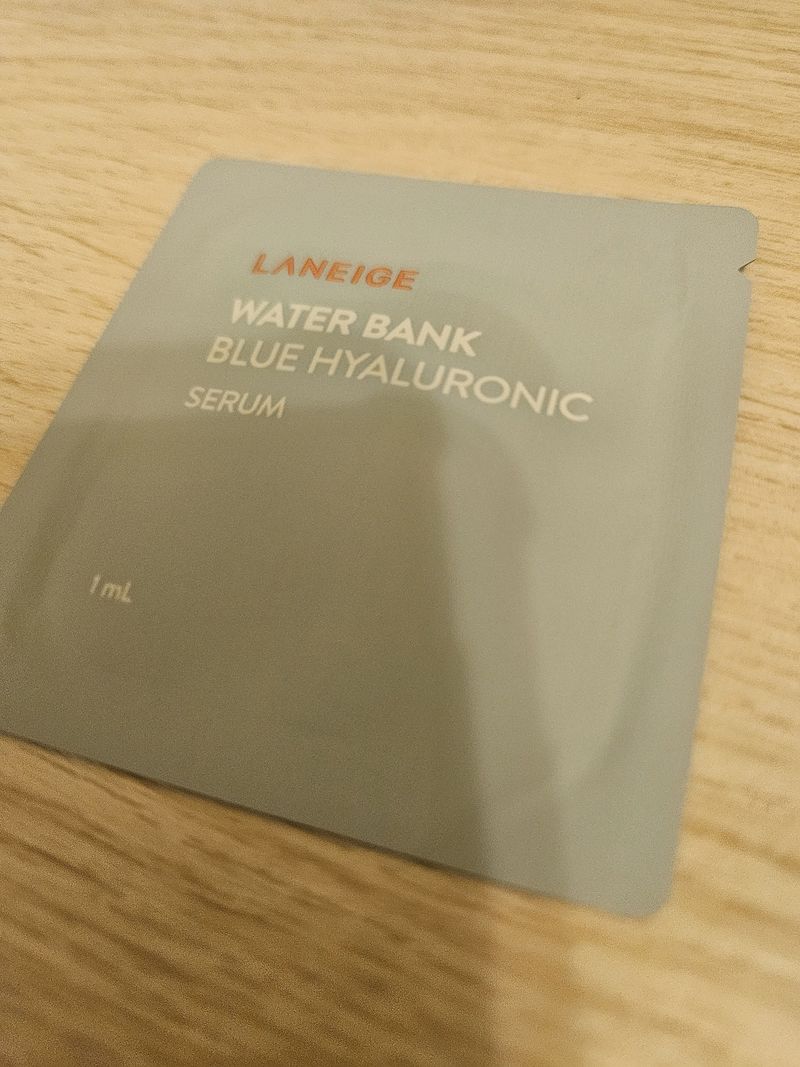 LANEIGE
WATER BANK
BLUE HYALURONIC
SERUM
1 mL